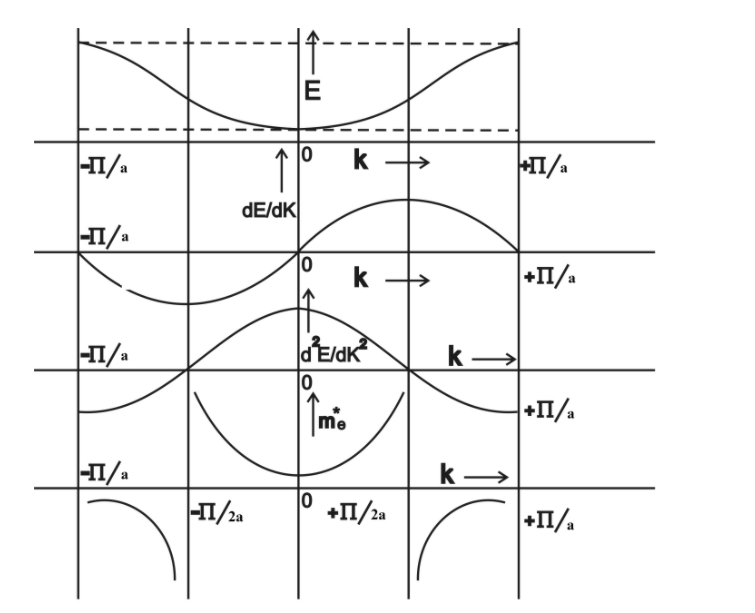 E
-Π/a 0 k +Π/a
dE/dK
-Π/a
0 k +Π/a
-Π/a d²E/dK² k
0 +Π/a
m*e
-Π/a k
-Π/2a 0 +Π/2a +Π/a